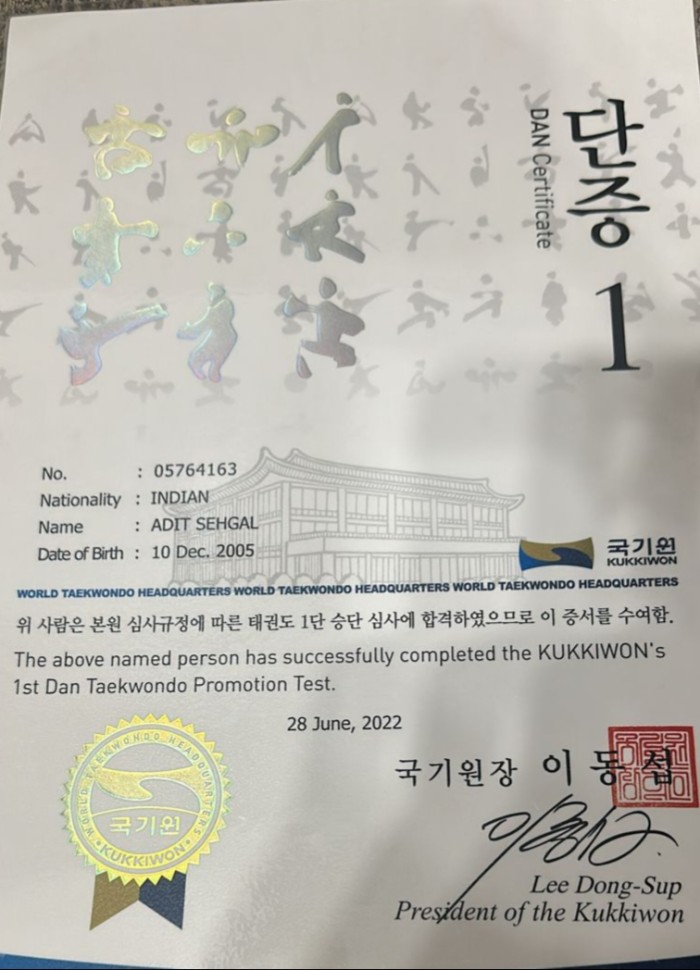 단증
DAN Certificate
1
No. : 05764163
Nationality : INDIAN
Name : ADIT SEHGAL
Date of Birth : 10 Dec. 2005
국기원
KUKKIWON
WORLD TAEKWONDO HEADQUARTERS WORLD TAEKWONDO HEADQUARTERS WORLD TAEKWONDO HEADQUARTERS
위 사람은 본원 심사규정에 따른 태권도 1단 승단 심사에 합격하였으므로 이 증서를 수여함.
The above named person has successfully completed the KUKKIWON's
1st Dan Taekwondo Promotion Test.
28 June, 2022
WORLD TAEKWONDO HEADQUARTERS
국기원
KUKKIWON
국기원장 이동섭
Lee Dong-Sup
President of the Kukkiwon